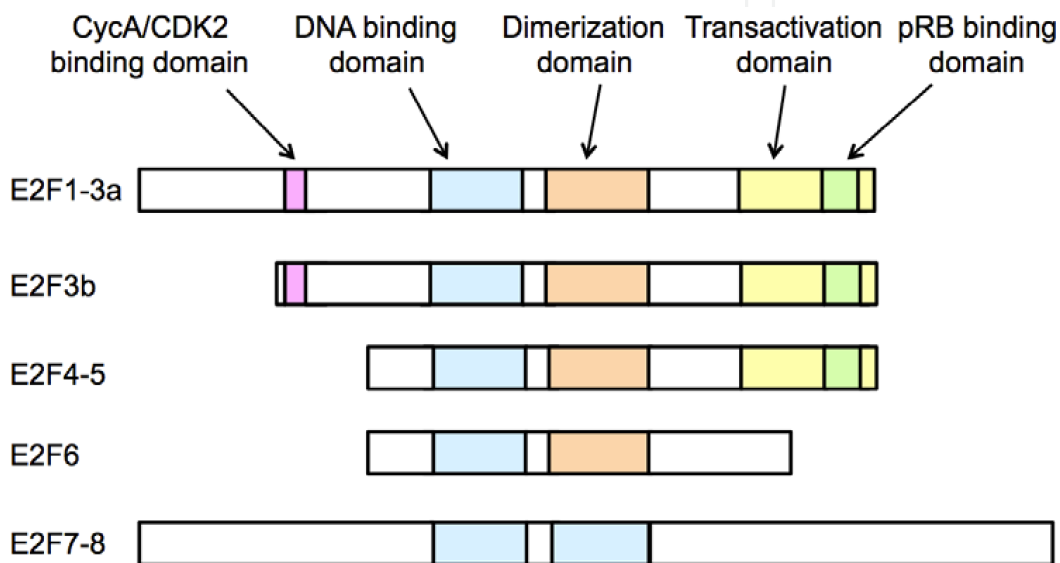 CycA/CDK2 DNA binding Dimerization Transactivation pRB binding
binding domain domain domain domain domain
E2F1-3a
E2F3b
E2F4-5
E2F6
E2F7-8